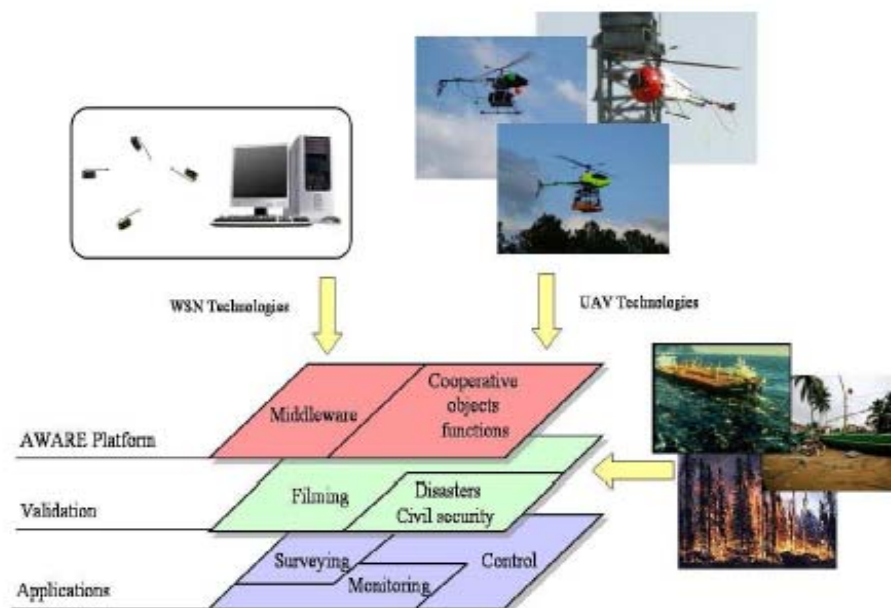 WSN Technologies
UAV Technologies
Middleware
Cooperative
objects
functions
AWARE Platform
Filming
Disasters
Civil security
Validation
Surveying
Control
Monitoring
Applications